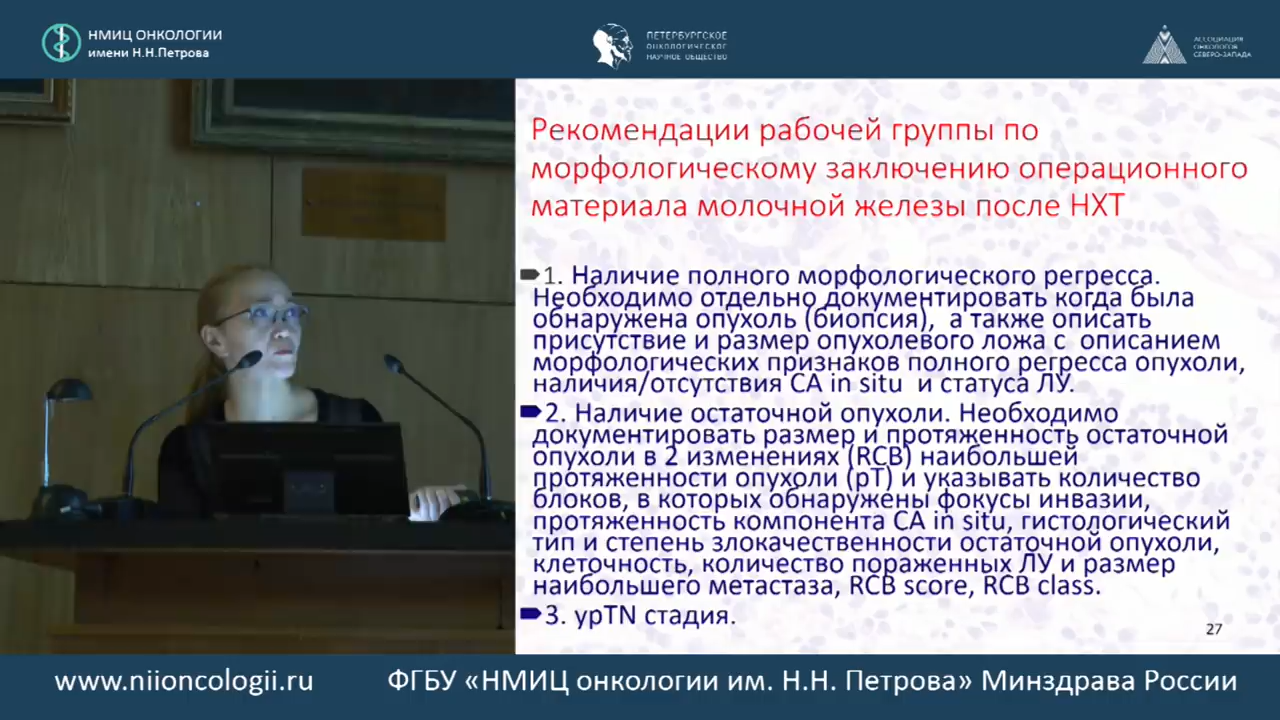 НМИЦ ОНКОЛОГИИ
имени Н.Н.Петрова
ПЕТЕРБУРГСКОЕ
ОНКОЛОГИЧЕСКОЕ
НАУЧНОЕ ОБЩЕСТВО
АССОЦИАЦИЯ
ОНКОЛОГОВ
СЕВЕРО-ЗАПАДА
Рекомендации рабочей группы по
морфологическому заключению операционного
материала молочной железы после НХТ
1. Наличие полного морфологического регресса.
Необходимо отдельно документировать когда была
обнаружена опухоль (биопсия), а также описать
присутствие и размер опухолевого ложа с описанием
морфологических признаков полного регресса опухоли,
наличия/отсутствия CA in situ и статуса ЛУ.
2. Наличие остаточной опухоли. Необходимо
документировать размер и протяженность остаточной
опухоли в 2 изменениях (RCB) наибольшей
протяженности опухоли (pT) и указывать количество
блоков, в которых обнаружены фокусы инвазии,
протяженность компонента CA in situ, гистологический
тип и степень злокачественности остаточной опухоли,
клеточность, количество пораженных ЛУ и размер
наибольшего метастаза, RCB score, RCB class.
3. ypTN стадия.
27
www.niioncologii.ru
ФГБУ «НМИЦ онкологии им. Н.Н. Петрова» Минздрава России